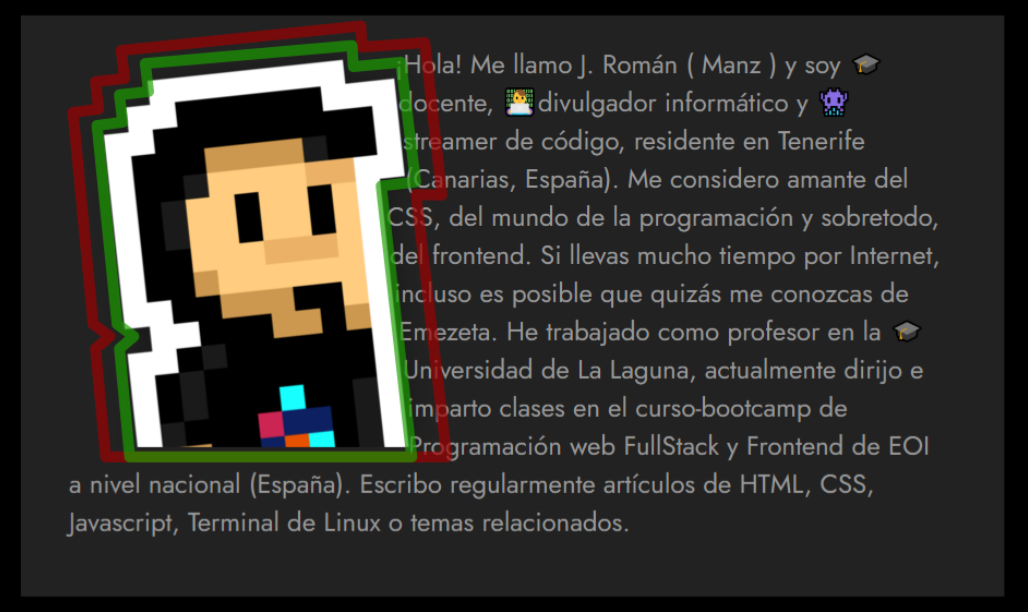 ¡Hola! Me llamo J. Román ( Manz ) y soy 🎓
docente, 👨‍💻 divulgador informático y 👾
streamer de código, residente en Tenerife
(Canarias, España). Me considero amante del
CSS, del mundo de la programación y sobretodo,
del frontend. Si llevas mucho tiempo por Internet,
incluso es posible que quizás me conozcas de
Emezeta. He trabajado como profesor en la 🎓
Universidad de La Laguna, actualmente dirijo e
imparto clases en el curso-bootcamp de
Programación web FullStack y Frontend de EOI
a nivel nacional (España). Escribo regularmente artículos de HTML, CSS,
Javascript, Terminal de Linux o temas relacionados.